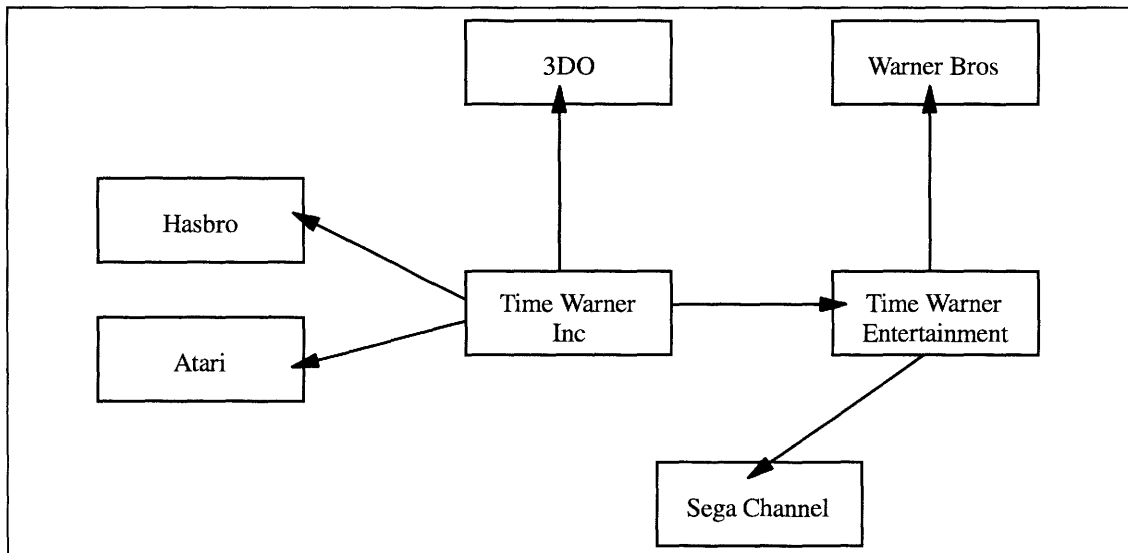 3DO
Warner Bros
Hasbro
Time Warner
Inc
Time Warner
Entertainment
Atari
Sega Channel